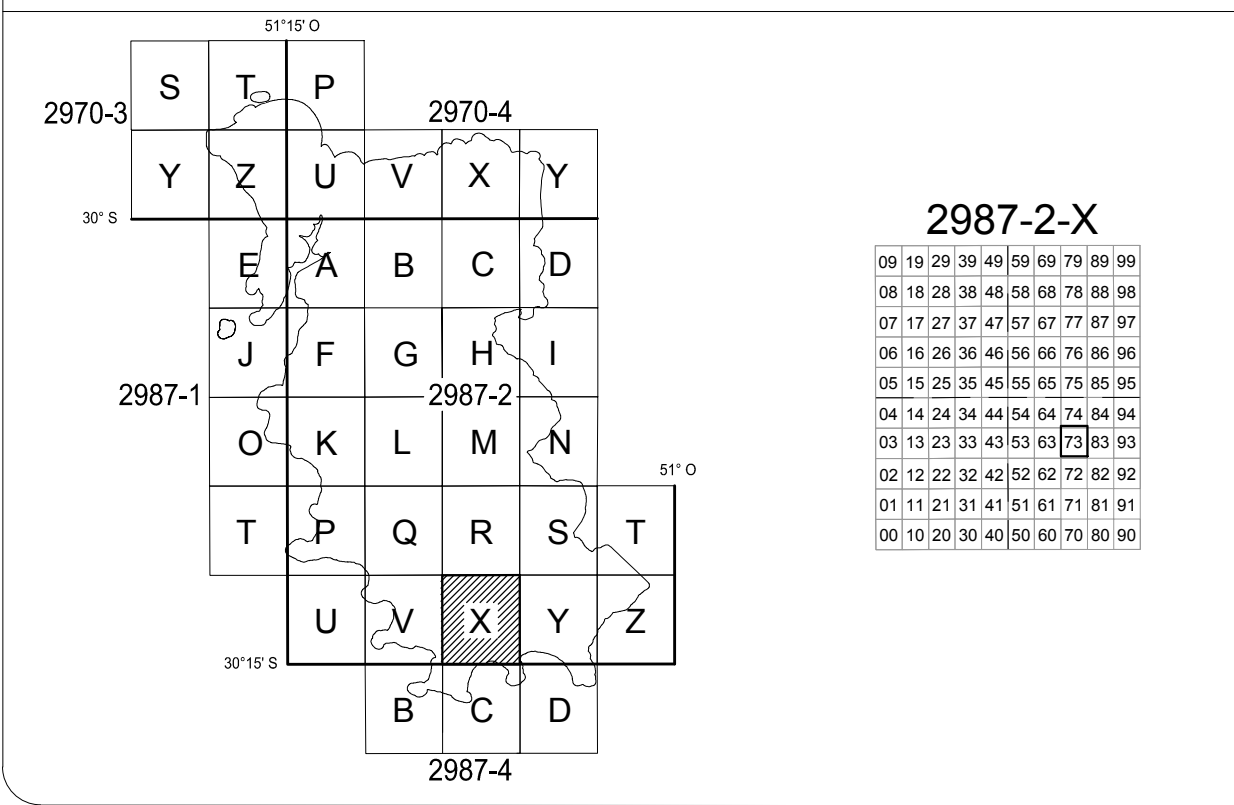 51°15' O
S T P
2970-3 2970-4
Y Z U V X Y
30° S
E A B C D
J F G H I
2987-1 2987-2
O K L M N
51° O
T P Q R S T
U V X Y Z
30°15' S
B C D
2987-4
2987-2-X
09 19 29 39 49 59 69 79 89 99
08 18 28 38 48 58 68 78 88 98
07 17 27 37 47 57 67 77 87 97
06 16 26 36 46 56 66 76 86 96
05 15 25 35 45 55 65 75 85 95
04 14 24 34 44 54 64 74 84 94
03 13 23 33 43 53 63 73 83 93
02 12 22 32 42 52 62 72 82 92
01 11 21 31 41 51 61 71 81 91
00 10 20 30 40 50 60 70 80 90